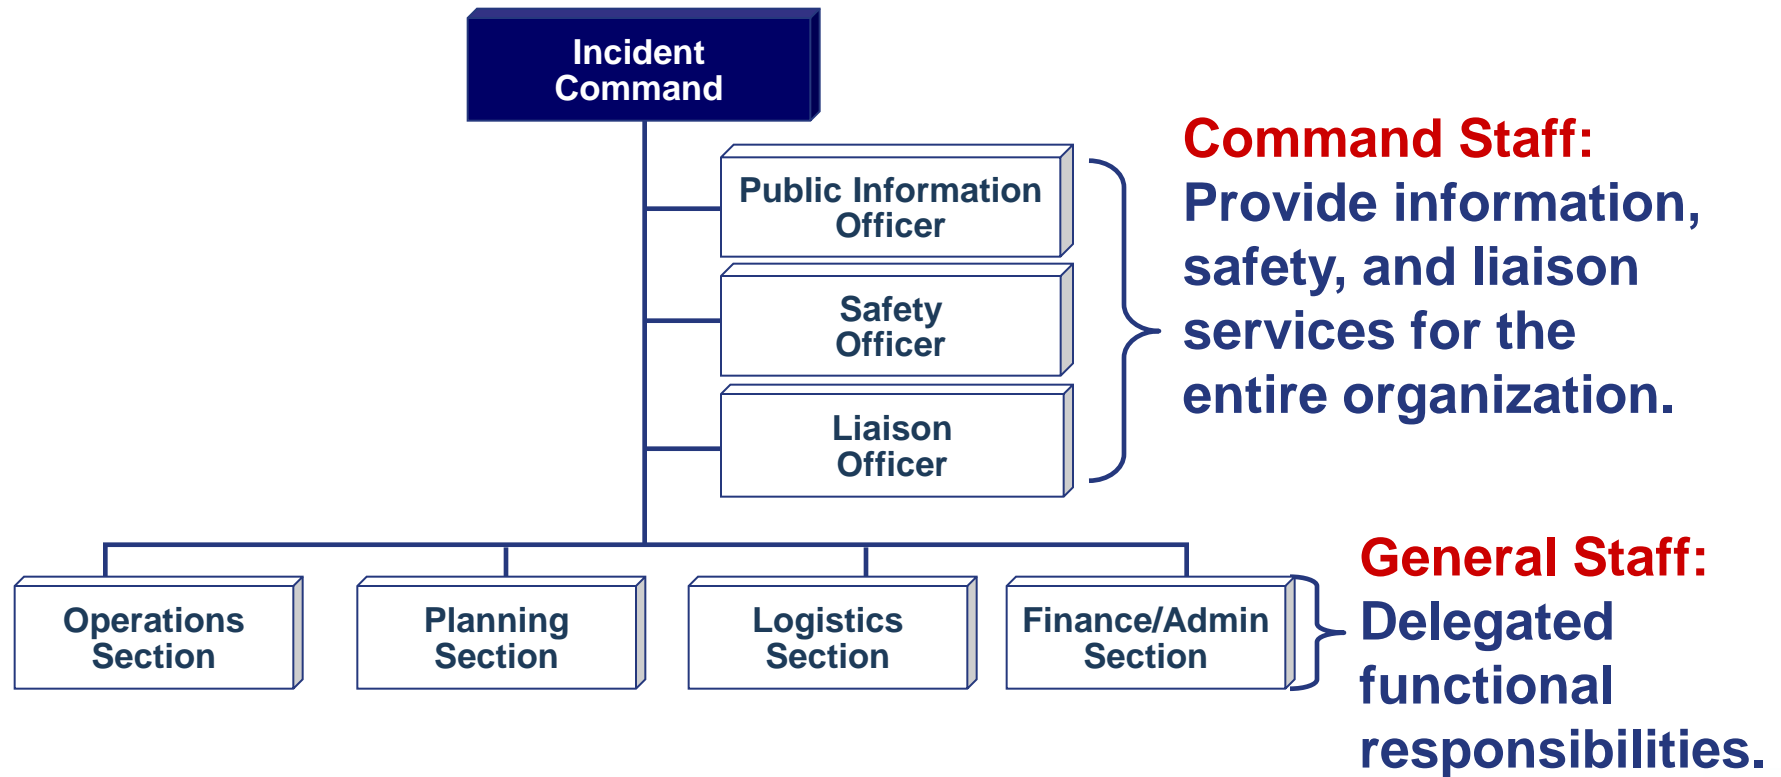 Incident
Command
Public Information
Officer
Safety
Officer
Liaison
Officer
Command Staff:
Provide information,
safety, and liaison
services for the
entire organization.
Operations
Section
Planning
Section
Logistics
Section
Finance/Admin
Section
General Staff:
Delegated
functional
responsibilities.